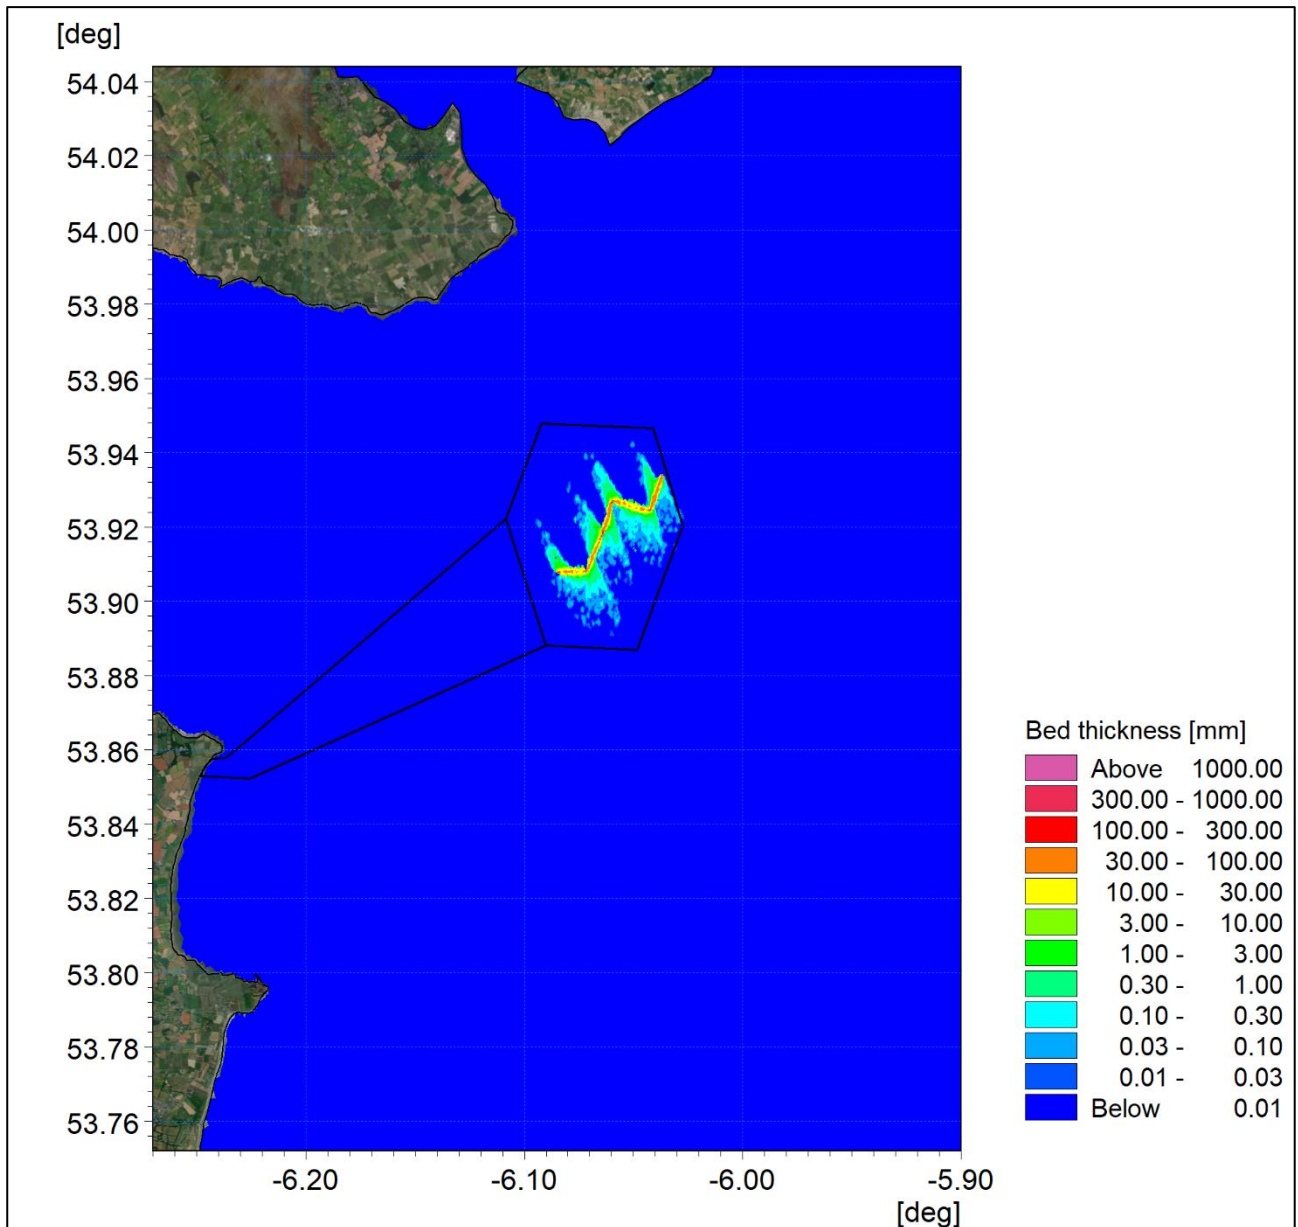 [deg]
54.04
54.02
54.00
53.98
53.96
53.94
53.92
53.90
53.88
53.86
53.84
53.82
53.80
53.78
53.76
-6.20 -6.10 -6.00 -5.90
[deg]
Bed thickness [mm]
Above 1000.00
300.00 - 1000.00
100.00 - 300.00
30.00 - 100.00
10.00 - 30.00
3.00 - 10.00
1.00 - 3.00
0.30 - 1.00
0.10 - 0.30
0.03 - 0.10
0.01 - 0.03
Below 0.01